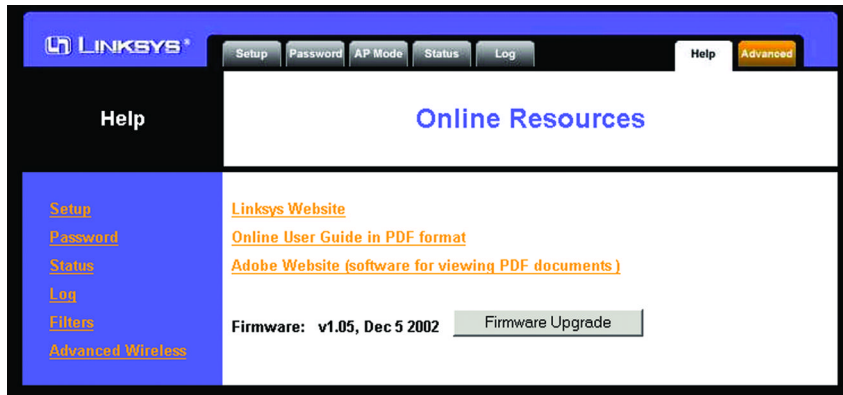 LINKSYS®
Setup Password AP Mode Status Log Help Advanced
Help
Online Resources
Setup
Password
Status
Log
Filters
Advanced Wireless
Linksys Website
Online User Guide in PDF format
Adobe Website (software for viewing PDF documents )
Firmware: v1.05, Dec 5 2002 Firmware Upgrade